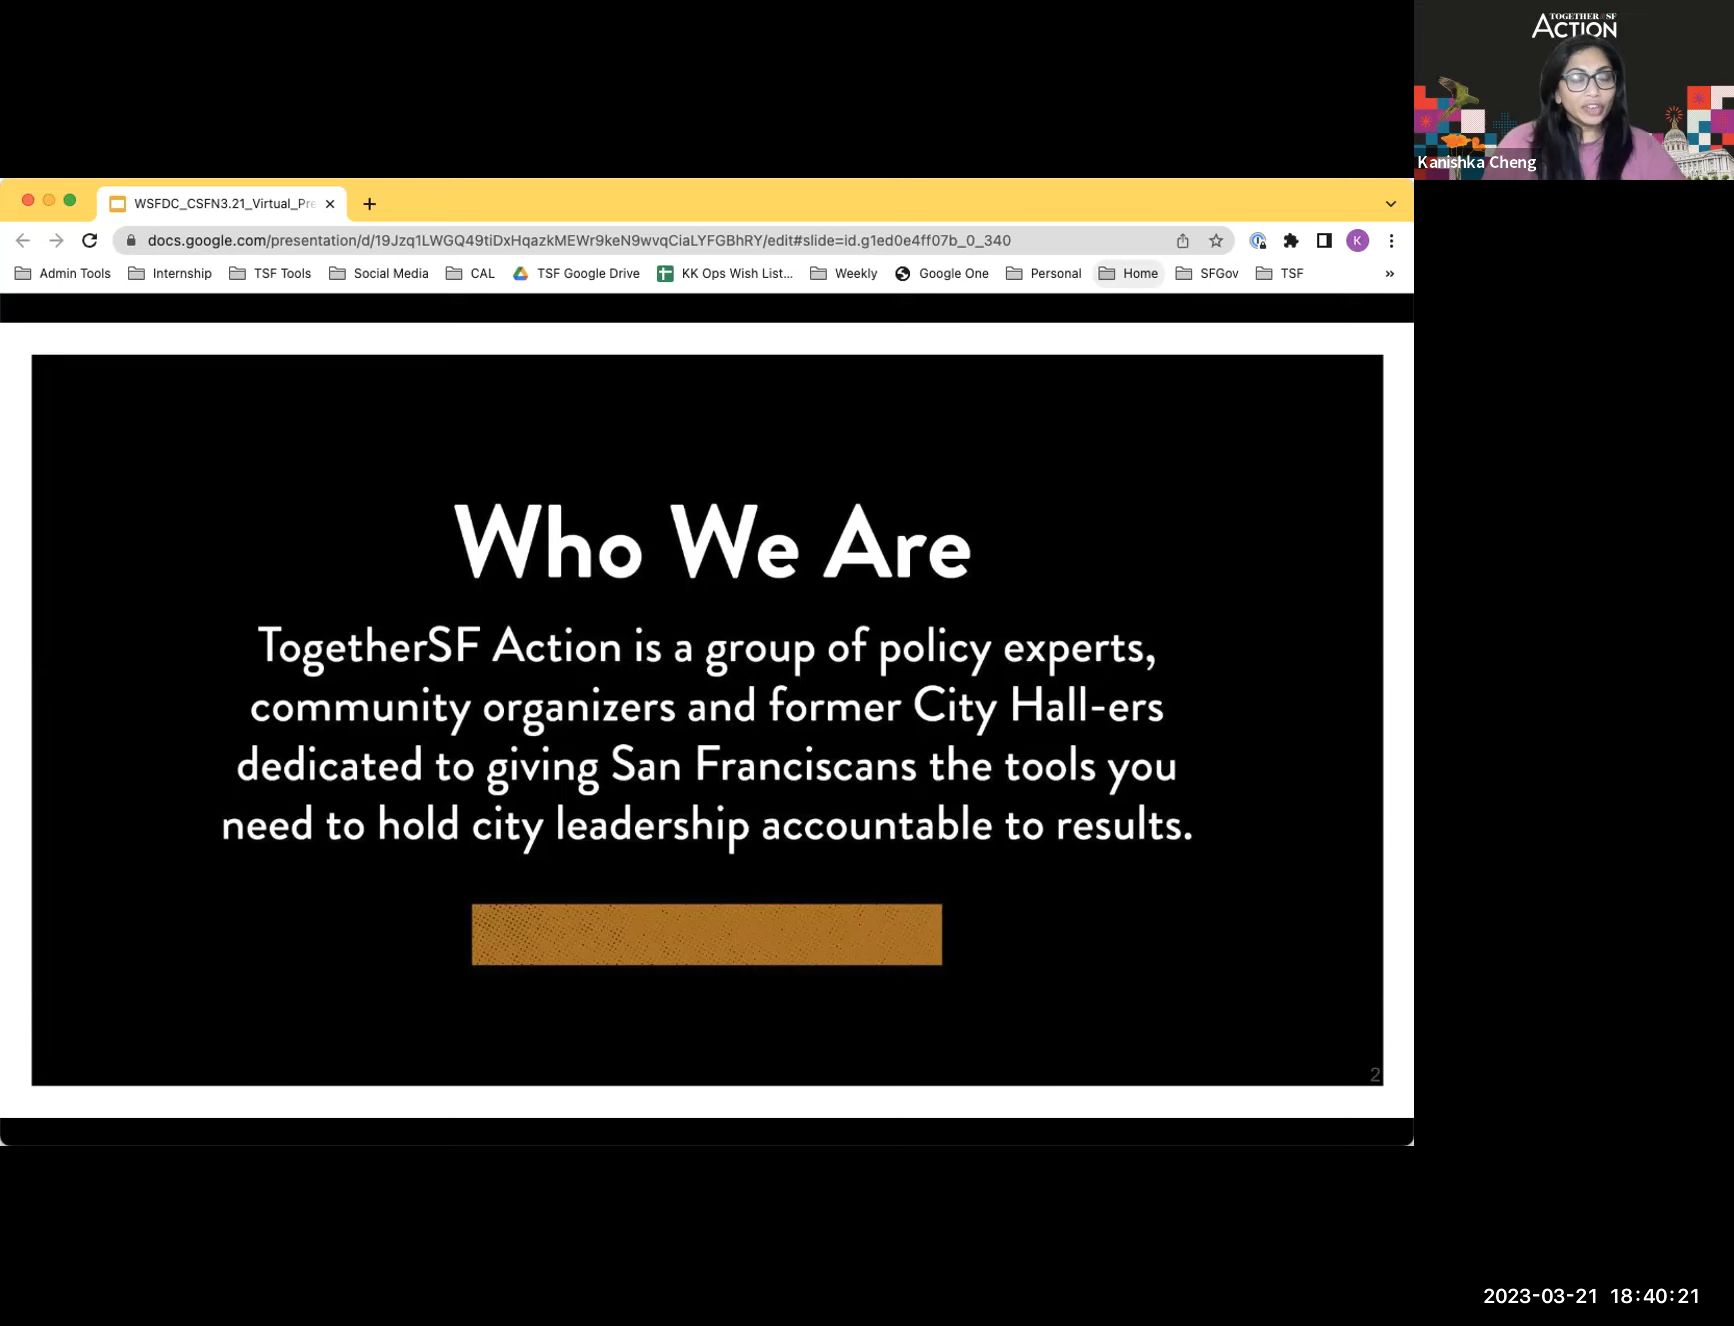 TOGETHER SF
ACTION
Kanishka Cheng
WSFDC_CSFN3.21_Virtual_Pre
docs.google.com/presentation/d/19Jzq1LWGQ49tiDxHqazkMEWr9keN9wvqCiaLYFGBhRY/edit#slide=id.g1ed0e4ff07b_0_340
K
Admin Tools Internship TSF Tools Social Media CAL TSF Google Drive KK Ops Wish List... Weekly Google One Personal Home SFGov TSF »
Who We Are
TogetherSF Action is a group of policy experts,
community organizers and former City Hall-ers
dedicated to giving San Franciscans the tools you
need to hold city leadership accountable to results.
2
2023-03-21 18:40:21